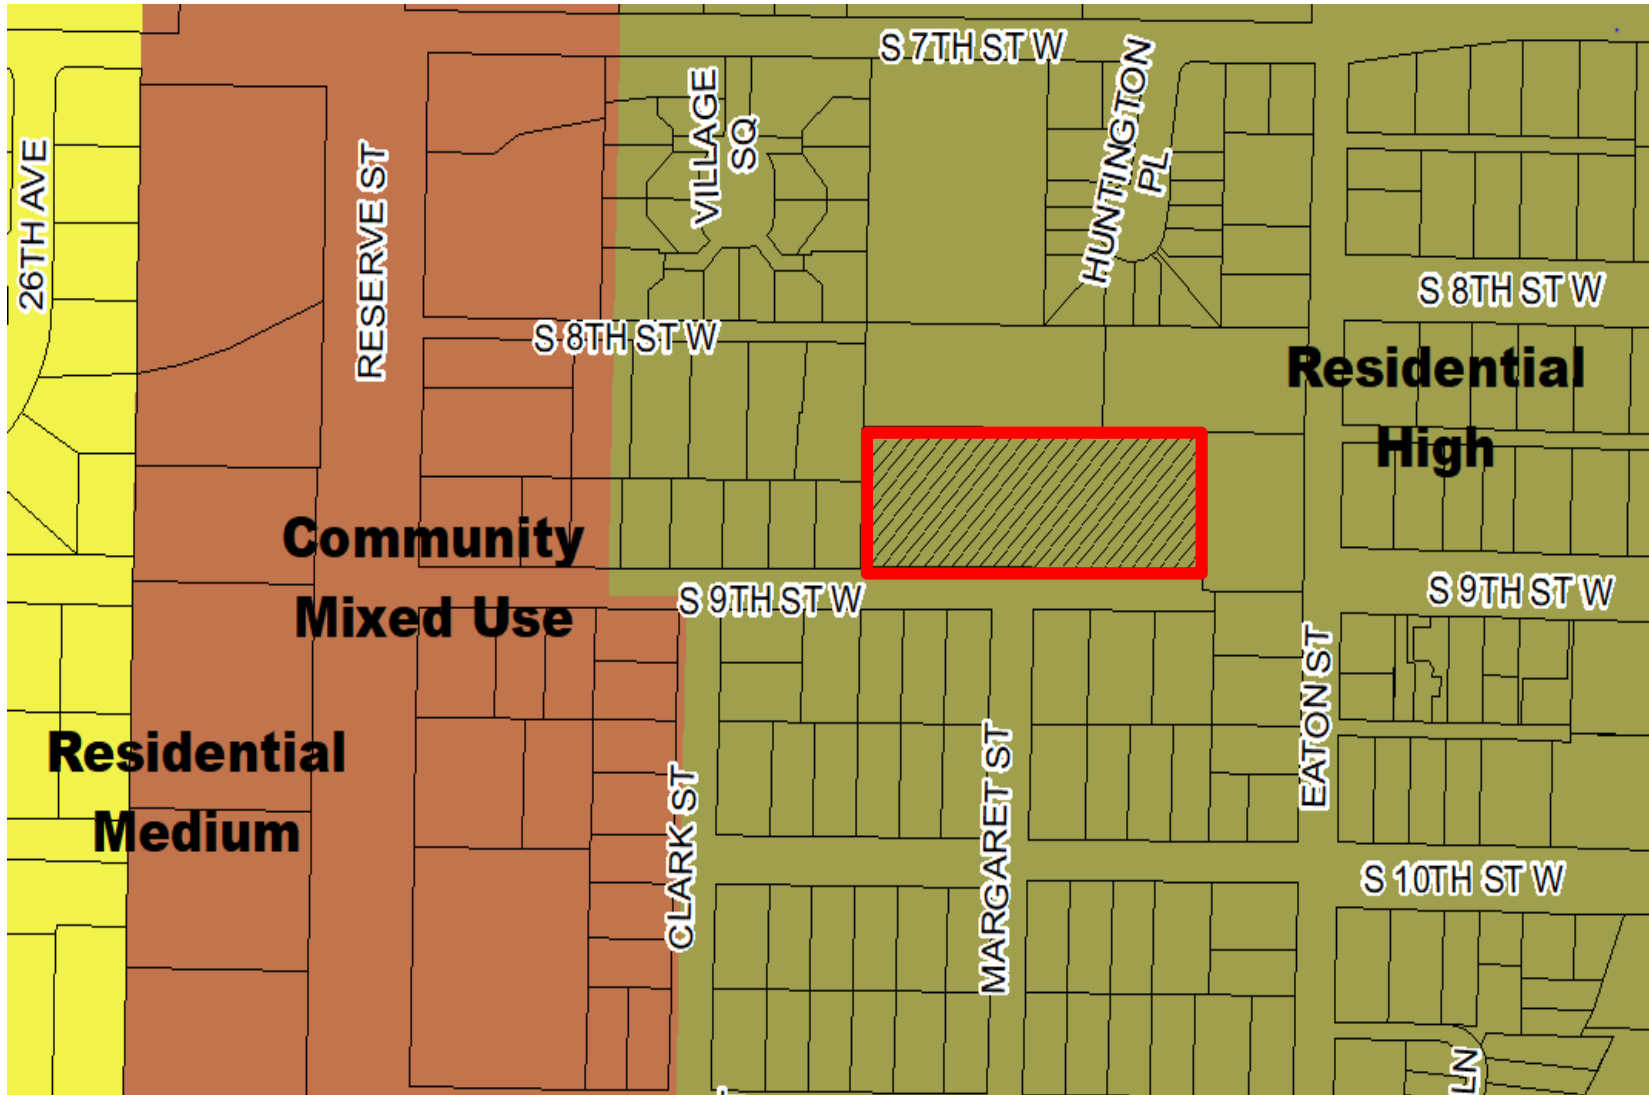 S 7TH ST W
VILLAGE
SQ
HUNTINGTON
PL
26TH AVE
RESERVE ST
S 8TH ST W
S 8TH ST W
Residential
High
Community
Mixed Use
S 9TH ST W
S 9TH ST W
Residential
Medium
CLARK ST
MARGARET ST
EATON ST
S 10TH ST W
LN